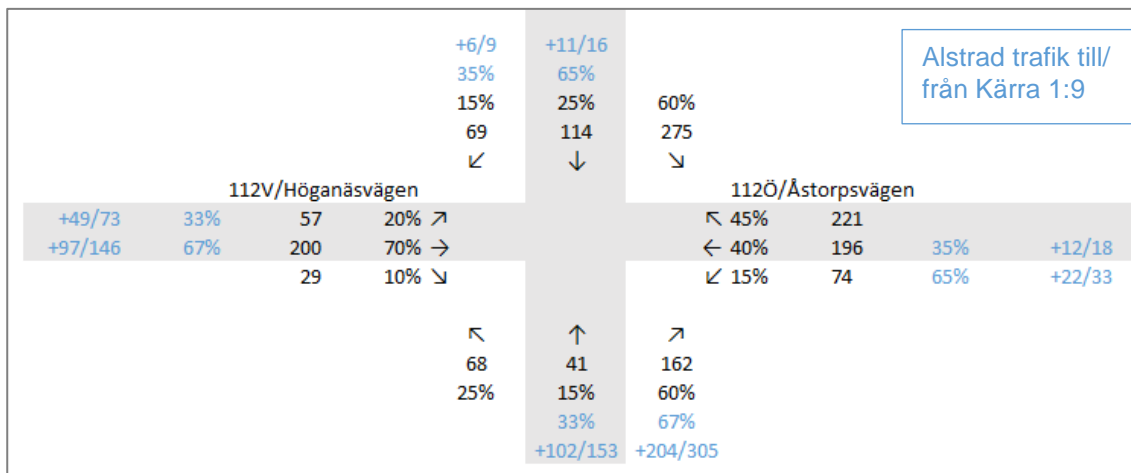 +6/9 +11/16
35% 65%
15% 25% 60%
69 114 275
↙ ↓ ↘
Alstrad trafik till/
från Kärra 1:9
112V/Höganäsvägen 112Ö/Åstorpsvägen
+49/73 33% 57 20% ↗ ↖ 45% 221
+97/146 67% 200 70% → ← 40% 196 35% +12/18
29 10% ↘ ↙ 15% 74 65% +22/33
↖ ↑ ↗
68 41 162
25% 15% 60%
33% 67%
+102/153 +204/305